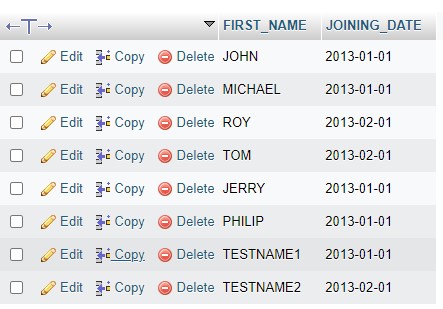 FIRST_NAME JOINING_DATE
Edit Copy Delete JOHN 2013-01-01
Edit Copy Delete MICHAEL 2013-01-01
Edit Copy Delete ROY 2013-02-01
Edit Copy Delete TOM 2013-02-01
Edit Copy Delete JERRY 2013-01-01
Edit Copy Delete PHILIP 2013-01-01
Edit Copy Delete TESTNAME1 2013-01-01
Edit Copy Delete TESTNAME2 2013-01-01